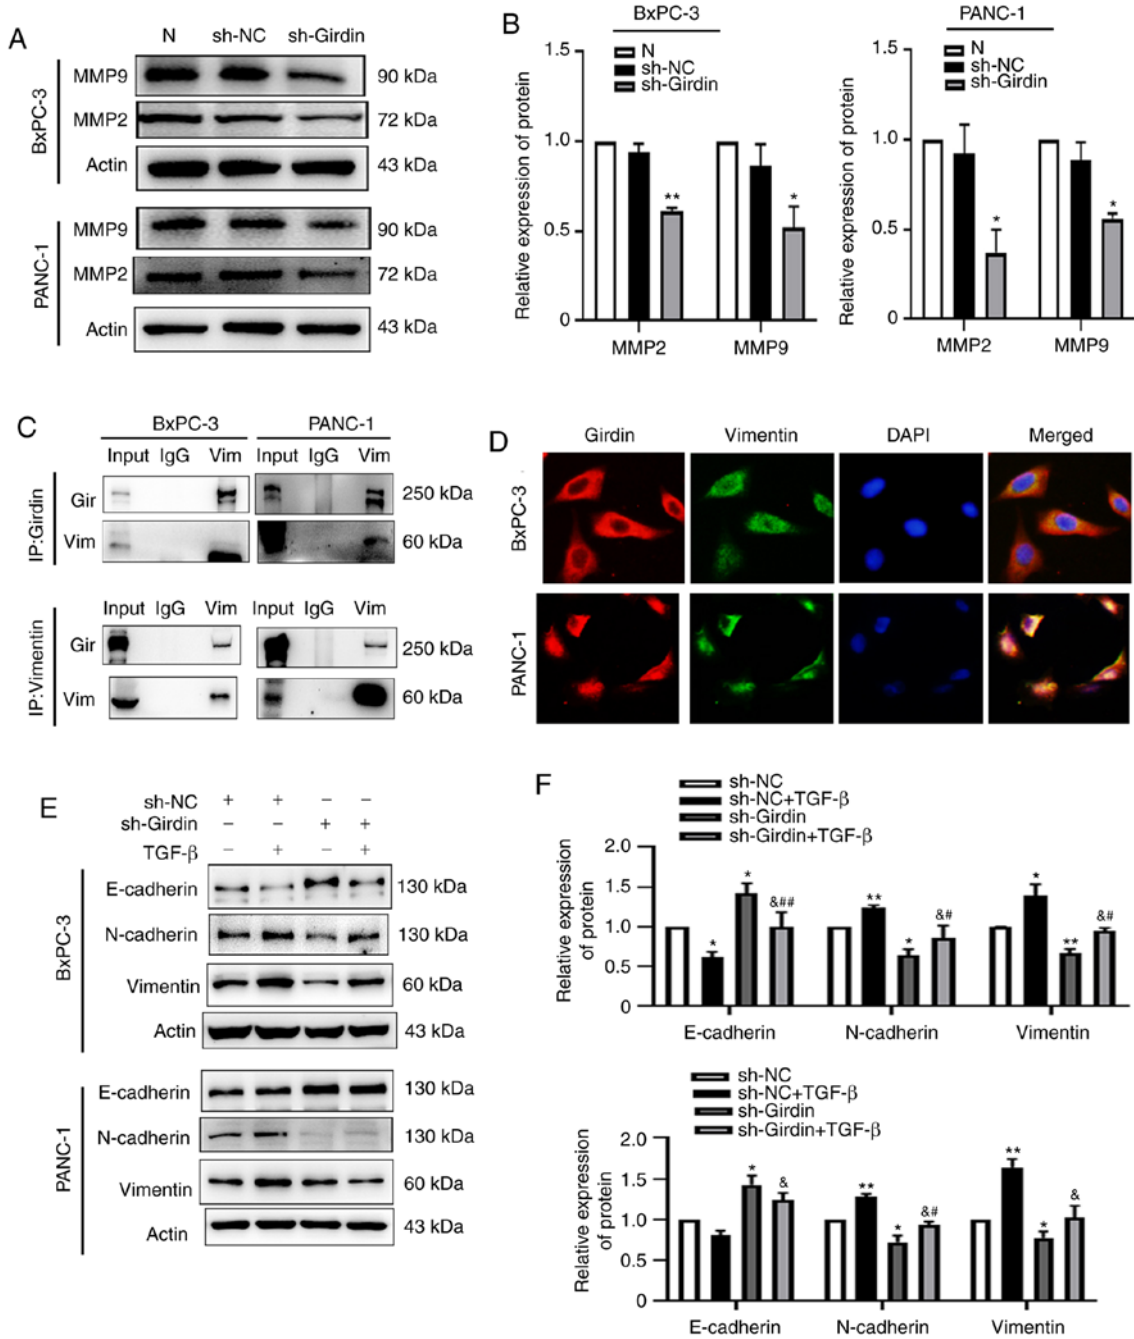 A
N sh-NC sh-Girdin
BxPC-3
MMP9 90 kDa
MMP2 72 kDa
Actin 43 kDa
PANC-1
MMP9 90 kDa
MMP2 72 kDa
Actin 43 kDa
B
BxPC-3
N
sh-NC
sh-Girdin
Relative expression of protein
1.5
1.0
0.5
0
** *
MMP2 MMP9
PANC-1
N
sh-NC
sh-Girdin
Relative expression of protein
1.5
1.0
0.5
0
* *
MMP2 MMP9
C
BxPC-3 PANC-1
Input IgG Vim Input IgG Vim
IP:Girdin
Gir 250 kDa
Vim 60 kDa
Input IgG Vim Input IgG Vim
IP:Vimentin
Gir 250 kDa
Vim 60 kDa
D
Girdin Vimentin DAPI Merged
BxPC-3
PANC-1
E
sh-NC + + – –
sh-Girdin – – + +
TGF-β – + – +
BxPC-3
E-cadherin 130 kDa
N-cadherin 130 kDa
Vimentin 60 kDa
Actin 43 kDa
PANC-1
E-cadherin 130 kDa
N-cadherin 130 kDa
Vimentin 60 kDa
Actin 43 kDa
F
sh-NC
sh-NC+TGF-β
sh-Girdin
sh-Girdin+TGF-β
Relative expression
of protein
2.0
1.5
1.0
0.5
0
* * &## ** * &# * ** &#
E-cadherin N-cadherin Vimentin
sh-NC
sh-NC+TGF-β
sh-Girdin
sh-Girdin+TGF-β
Relative expression
of protein
2.0
1.5
1.0
0.5
0
* & ** * &# ** * &
E-cadherin N-cadherin Vimentin